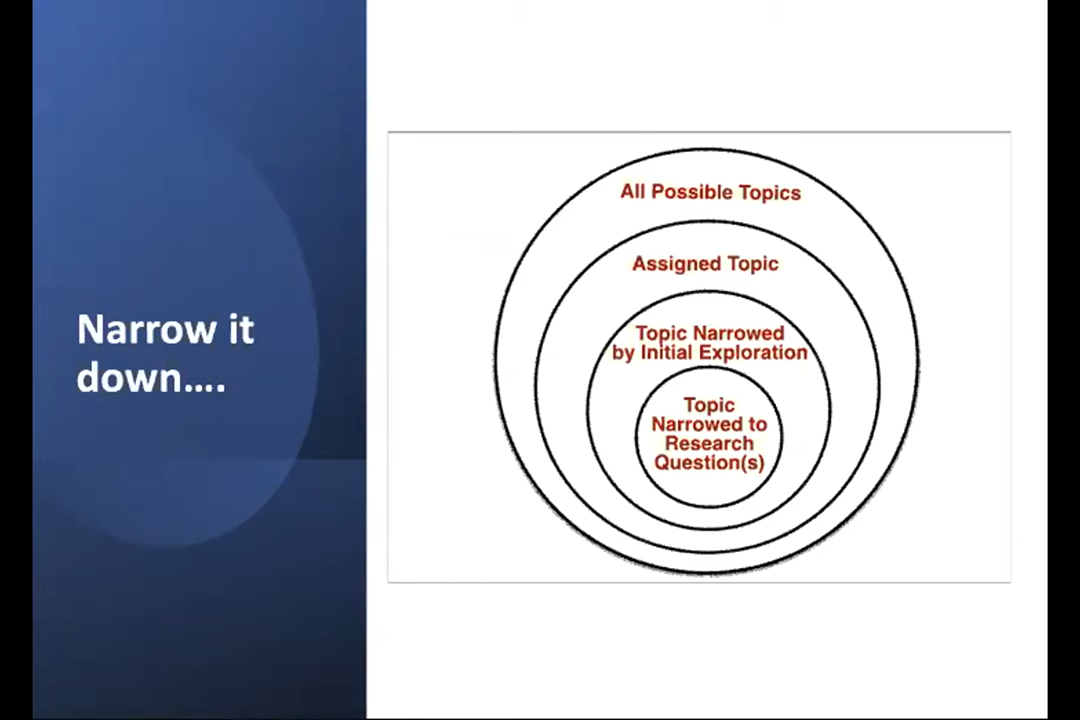 Narrow it
down....
All Possible Topics
Assigned Topic
Topic Narrowed
by Initial Exploration
Topic
Narrowed to
Research
Question(s)